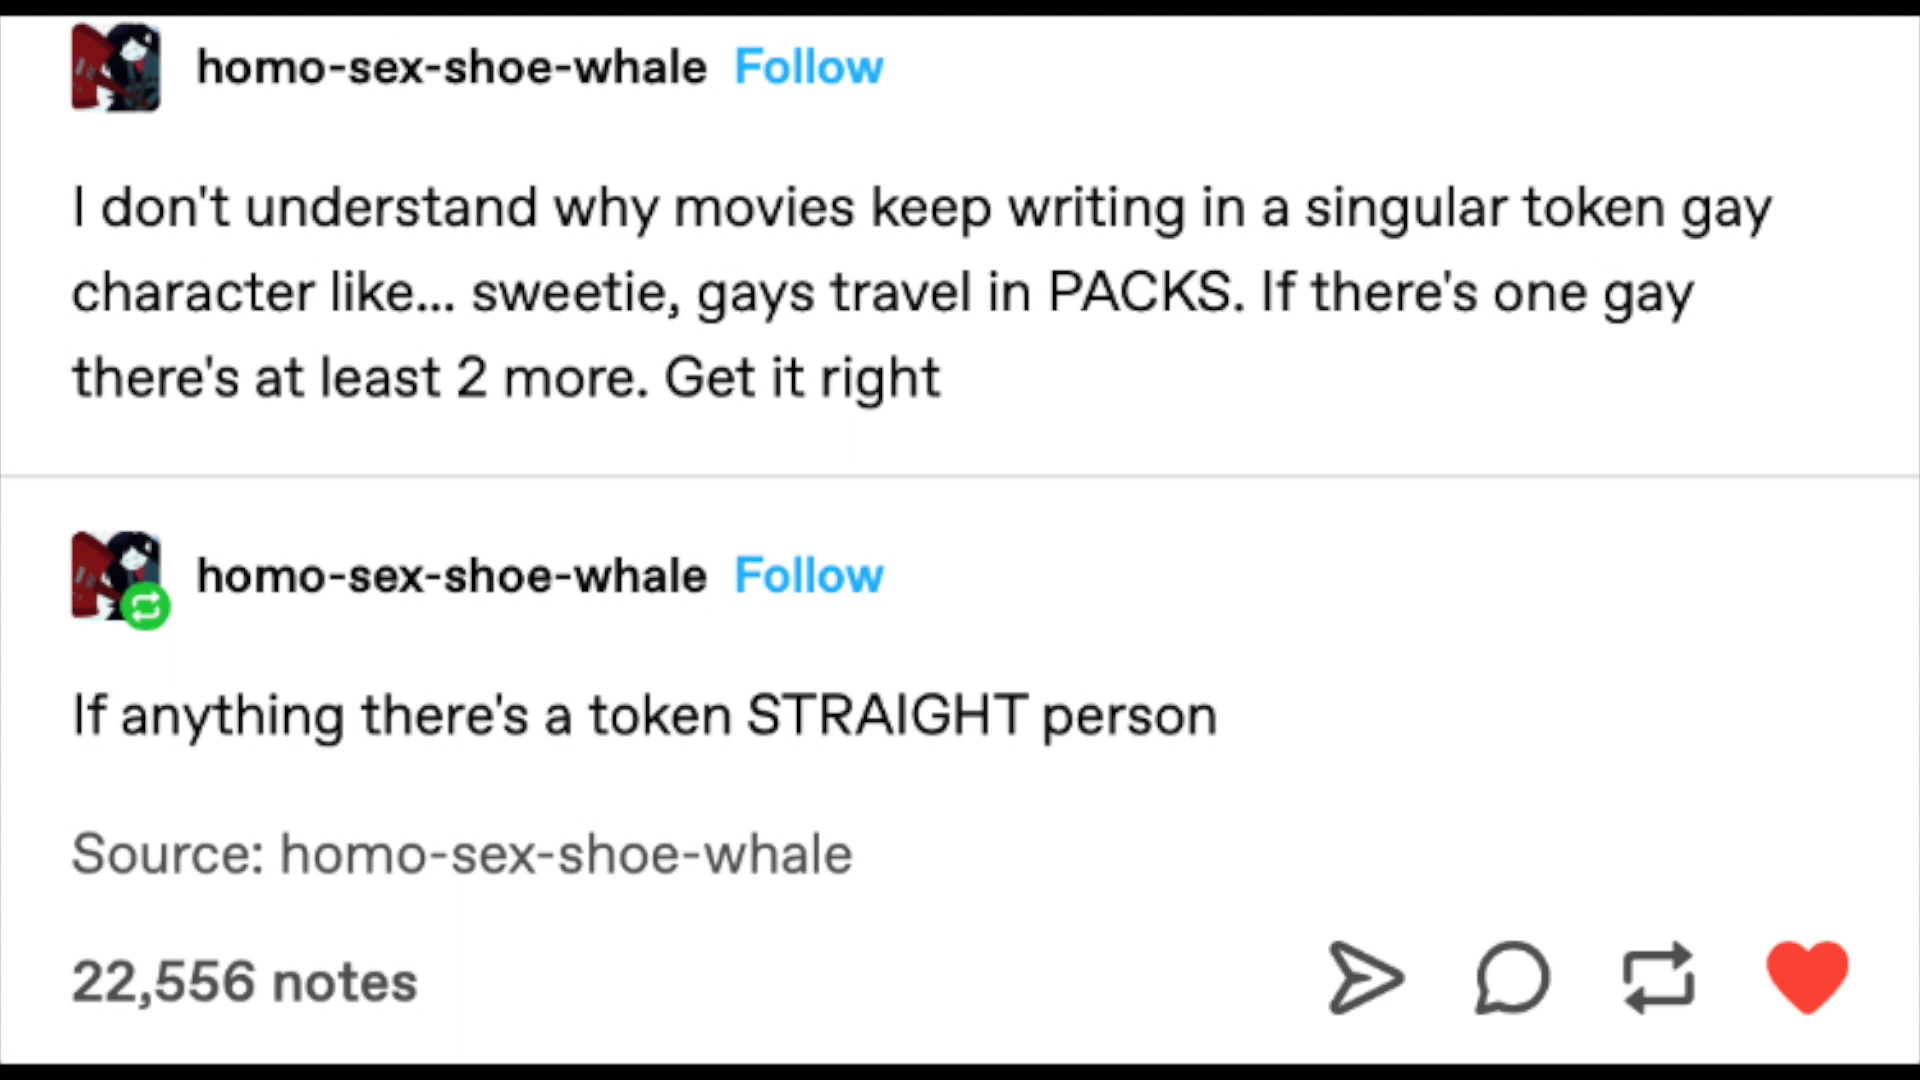 homo-sex-shoe-whale Follow
I don't understand why movies keep writing in a singular token gay
character like... sweetie, gays travel in PACKS. If there's one gay
there's at least 2 more. Get it right
homo-sex-shoe-whale Follow
If anything there's a token STRAIGHT person
Source: homo-sex-shoe-whale
22,556 notes